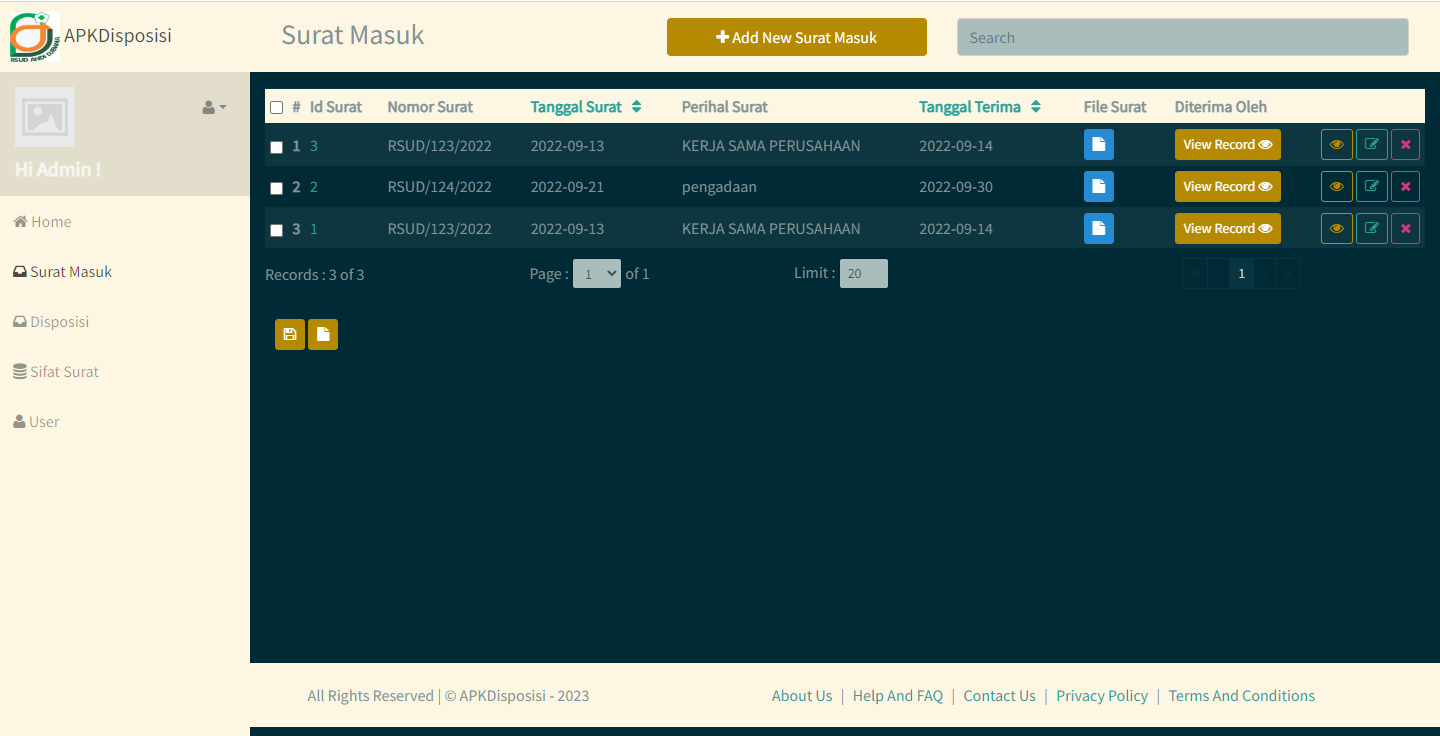 RSUD ANDI DJEMMA
APKDisposisi
Surat Masuk
Add New Surat Masuk
Search
Hi Admin !
Home
Surat Masuk
Disposisi
Sifat Surat
User
# Id Surat Nomor Surat Tanggal Surat Perihal Surat Tanggal Terima File Surat Diterima Oleh
1 3 RSUD/123/2022 2022-09-13 KERJA SAMA PERUSAHAAN 2022-09-14 View Record
2 2 RSUD/124/2022 2022-09-21 pengadaan 2022-09-30 View Record
3 1 RSUD/123/2022 2022-09-13 KERJA SAMA PERUSAHAAN 2022-09-14 View Record
Records : 3 of 3 Page : 1 of 1 Limit : 20 1
All Rights Reserved | © APKDisposisi - 2023 About Us | Help And FAQ | Contact Us | Privacy Policy | Terms And Conditions